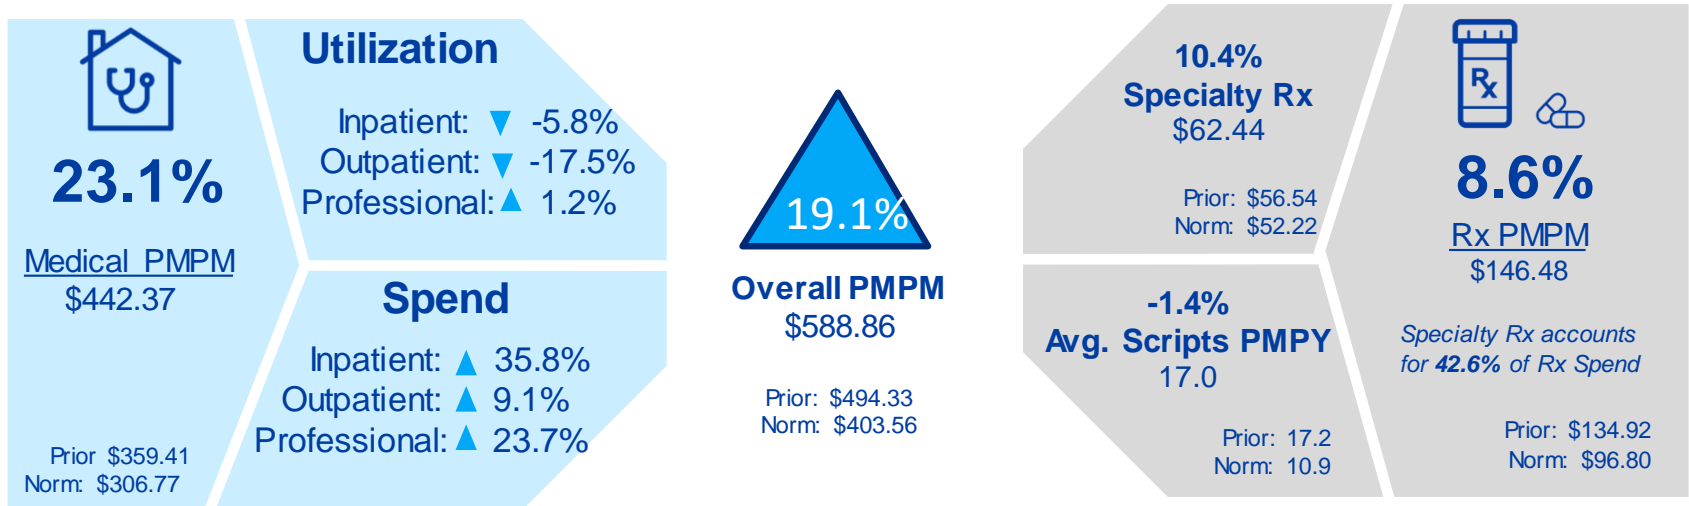 23.1%
Medical PMPM
$442.37
Prior $359.41
Norm: $306.77
Utilization
Inpatient: ▼ -5.8%
Outpatient: ▼ -17.5%
Professional: ▲ 1.2%
Spend
Inpatient: ▲ 35.8%
Outpatient: ▲ 9.1%
Professional: ▲ 23.7%
19.1%
Overall PMPM
$588.86
Prior: $494.33
Norm: $403.56
10.4%
Specialty Rx
$62.44
Prior: $56.54
Norm: $52.22
-1.4%
Avg. Scripts PMPY
17.0
Prior: 17.2
Norm: 10.9
Rx
8.6%
Rx PMPM
$146.48
Specialty Rx accounts
for 42.6% of Rx Spend
Prior: $134.92
Norm: $96.80